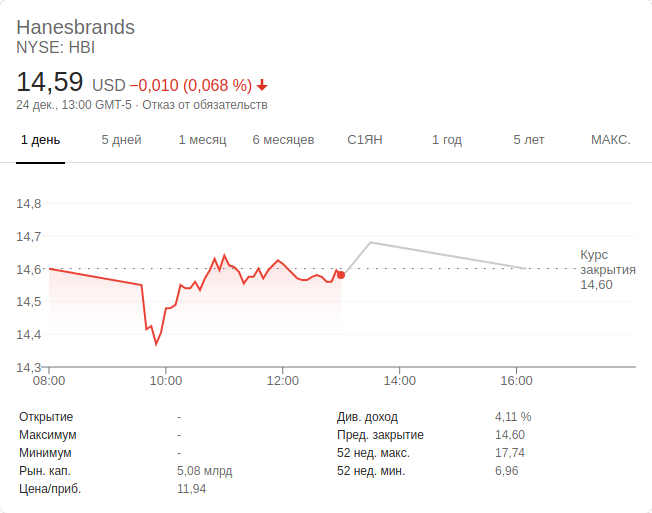 Hanesbrands
NYSE: HBI
14,59 USD −0,010 (0,068 %)
24 дек., 13:00 GMT-5 · Отказ от обязательств
1 день 5 дней 1 месяц 6 месяцев С1ЯН 1 год 5 лет МАКС.
14,8
14,7
14,6
14,5
14,4
14,3
Курс
закрытия
14,60
08:00 10:00 12:00 14:00 16:00
Открытие - Див. доход 4,11 %
Максимум - Пред. закрытие 14,60
Минимум - 52 нед. макс. 17,74
Рын. кап. 5,08 млрд 52 нед. мин. 6,96
Цена/приб. 11,94